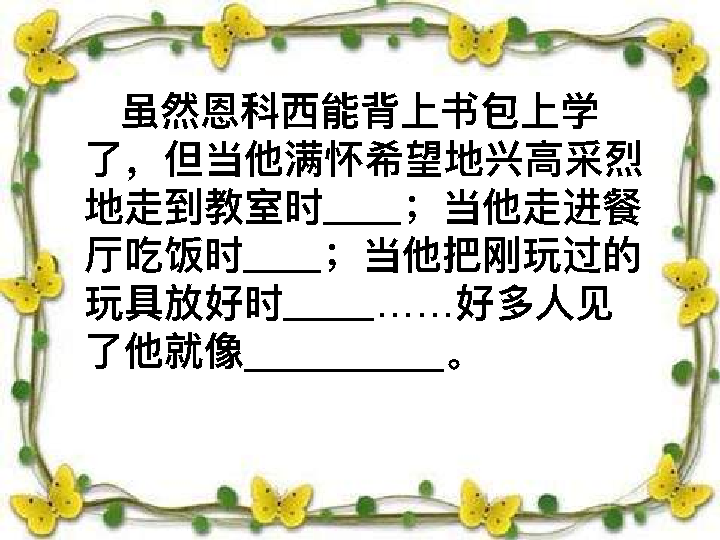 虽然恩科西能背上书包上学
了，但当他满怀希望地兴高采烈
地走到教室时____；当他走进餐
厅吃饭时____；当他把刚玩过的
玩具放好时_____……好多人见
了他就像__________。